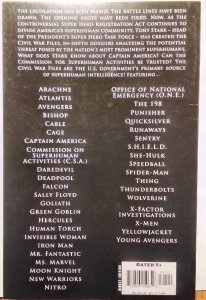 THE LEGISLATION HAS BEEN PASSED. THE BATTLE LINES HAVE BEEN
DRAWN. THE OPENING SHOTS HAVE BEEN FIRED. NOW, AS THE
CONTROVERSIAL SUPER HERO REGISTRATION ACT CONTINUES TO
DIVIDE AMERICA'S SUPERHUMAN COMMUNITY, TONY STARK - HEAD
OF THE PRESIDENT'S SUPER HERO TASK FORCE - HAS CREATED THE
CIVIL WAR FILES, IN-DEPTH DOSSIERS ANALYZING THE POTENTIAL
THREAT POSED BY THE NATION'S MOST PROMINENT SUPERHUMANS.
WHAT DOES STARK KNOW ABOUT CAPTAIN AMERICA? CAN THE
COMMISSION FOR SUPERHUMAN ACTIVITIES BE TRUSTED? THE
CIVIL WAR FILES ARE THE U.S. GOVERNMENT'S PRIMARY SOURCE
OF SUPERHUMAN INTELLIGENCE! FEATURING:
ARACHNE
ATLANTIS
AVENGERS
BISHOP
CABLE
CAGE
CAPTAIN AMERICA
COMMISSION ON
SUPERHUMAN
ACTIVITIES (C.S.A.)
DAREDEVIL
DEADPOOL
FALCON
SALLY FLOYD
GOLIATH
GREEN GOBLIN
HERCULES
HUMAN TORCH
INVISIBLE WOMAN
IRON MAN
MR. FANTASTIC
MS. MARVEL
MOON KNIGHT
NEW WARRIORS
NITRO
OFFICE OF NATIONAL
EMERGENCY (O.N.E.)
THE 198
PUNISHER
QUICKSILVER
RUNAWAYS
SENTRY
S.H.I.E.L.D.
SHE-HULK
SPEEDBALL
SPIDER-MAN
THING
THUNDERBOLTS
WOLVERINE
X-FACTOR
INVESTIGATIONS
X-MEN
YELLOWJACKET
YOUNG AVENGERS
RATED T+
DIRECT EDITION